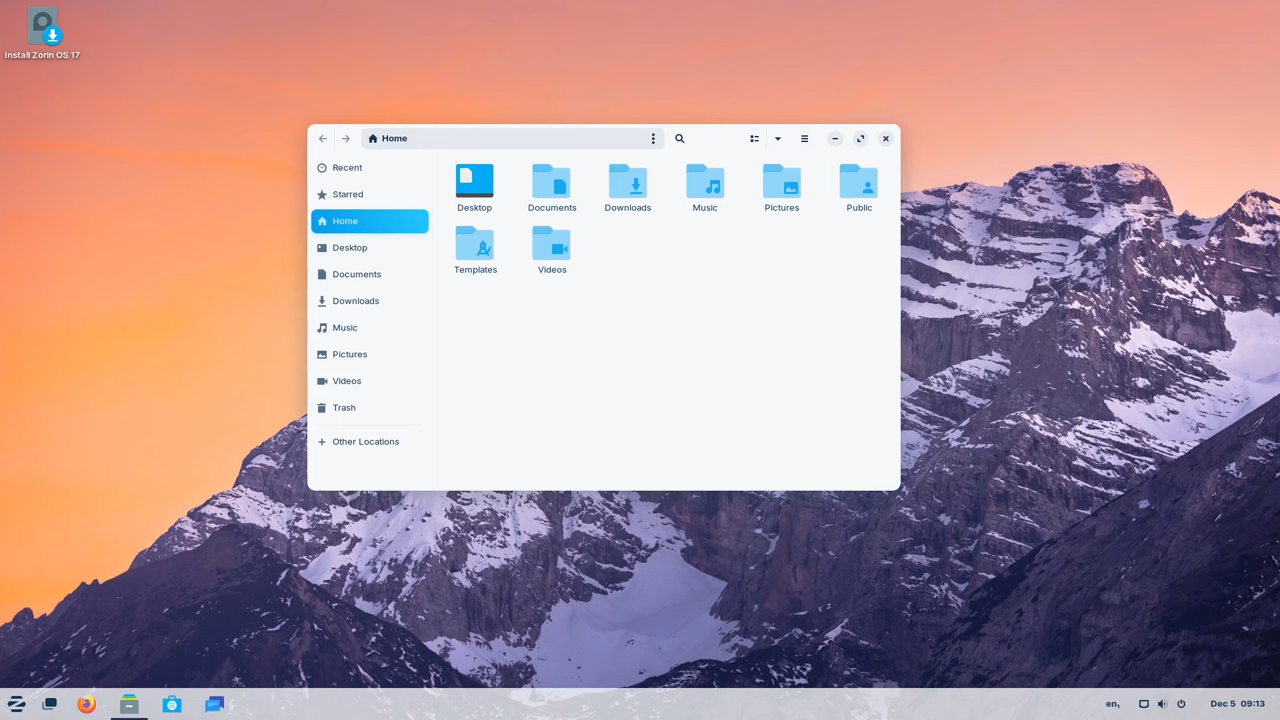 Install Zorin OS 17
Home
Recent
Starred
Home
Desktop
Documents
Downloads
Music
Pictures
Videos
Trash
Other Locations
Desktop
Documents
Downloads
Music
Pictures
Public
Templates
Videos
en₁
Dec 5 09:13